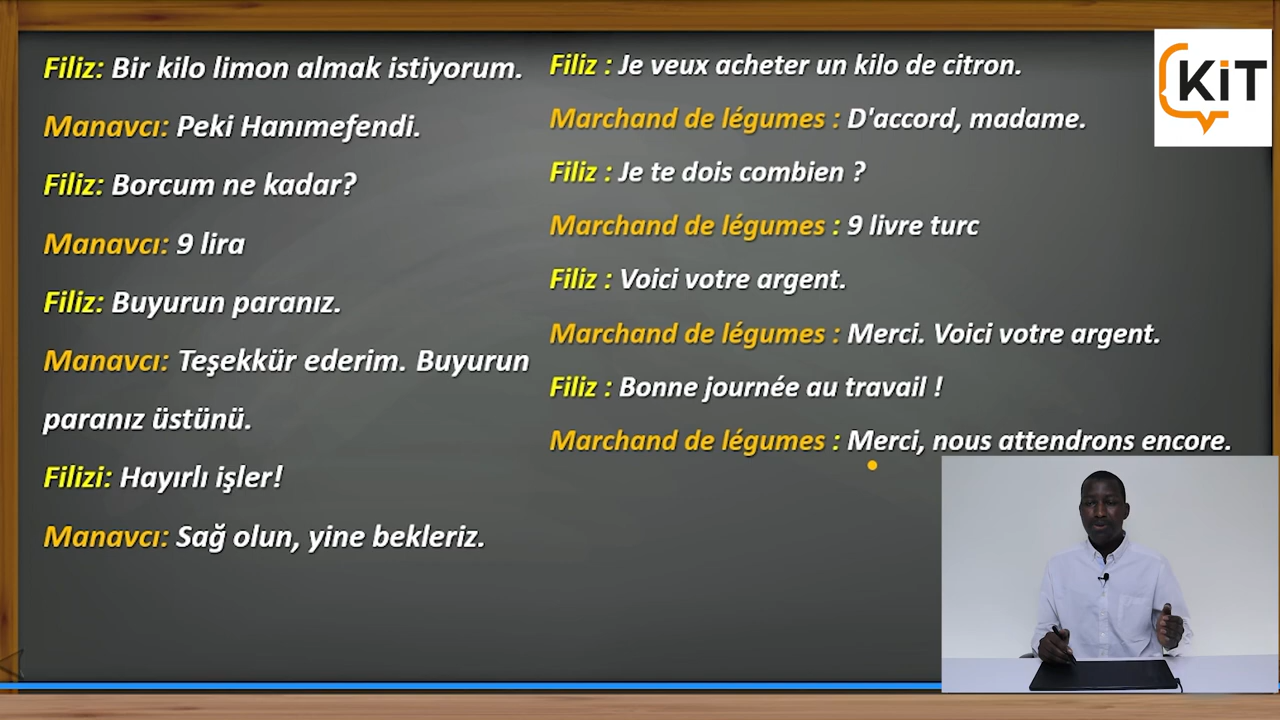 Filiz: Bir kilo limon almak istiyorum.
Manavcı: Peki Hanımefendi.
Filiz: Borcum ne kadar?
Manavcı: 9 lira
Filiz: Buyurun paranız.
Manavcı: Teşekkür ederim. Buyurun
paranız üstünü.
Filizi: Hayırlı işler!
Manavcı: Sağ olun, yine bekleriz.
Filiz : Je veux acheter un kilo de citron.
Marchand de légumes : D'accord, madame.
Filiz : Je te dois combien ?
Marchand de légumes : 9 livre turc
Filiz : Voici votre argent.
Marchand de légumes : Merci. Voici votre argent.
Filiz : Bonne journée au travail !
Marchand de légumes : Merci, nous attendrons encore.
KiT